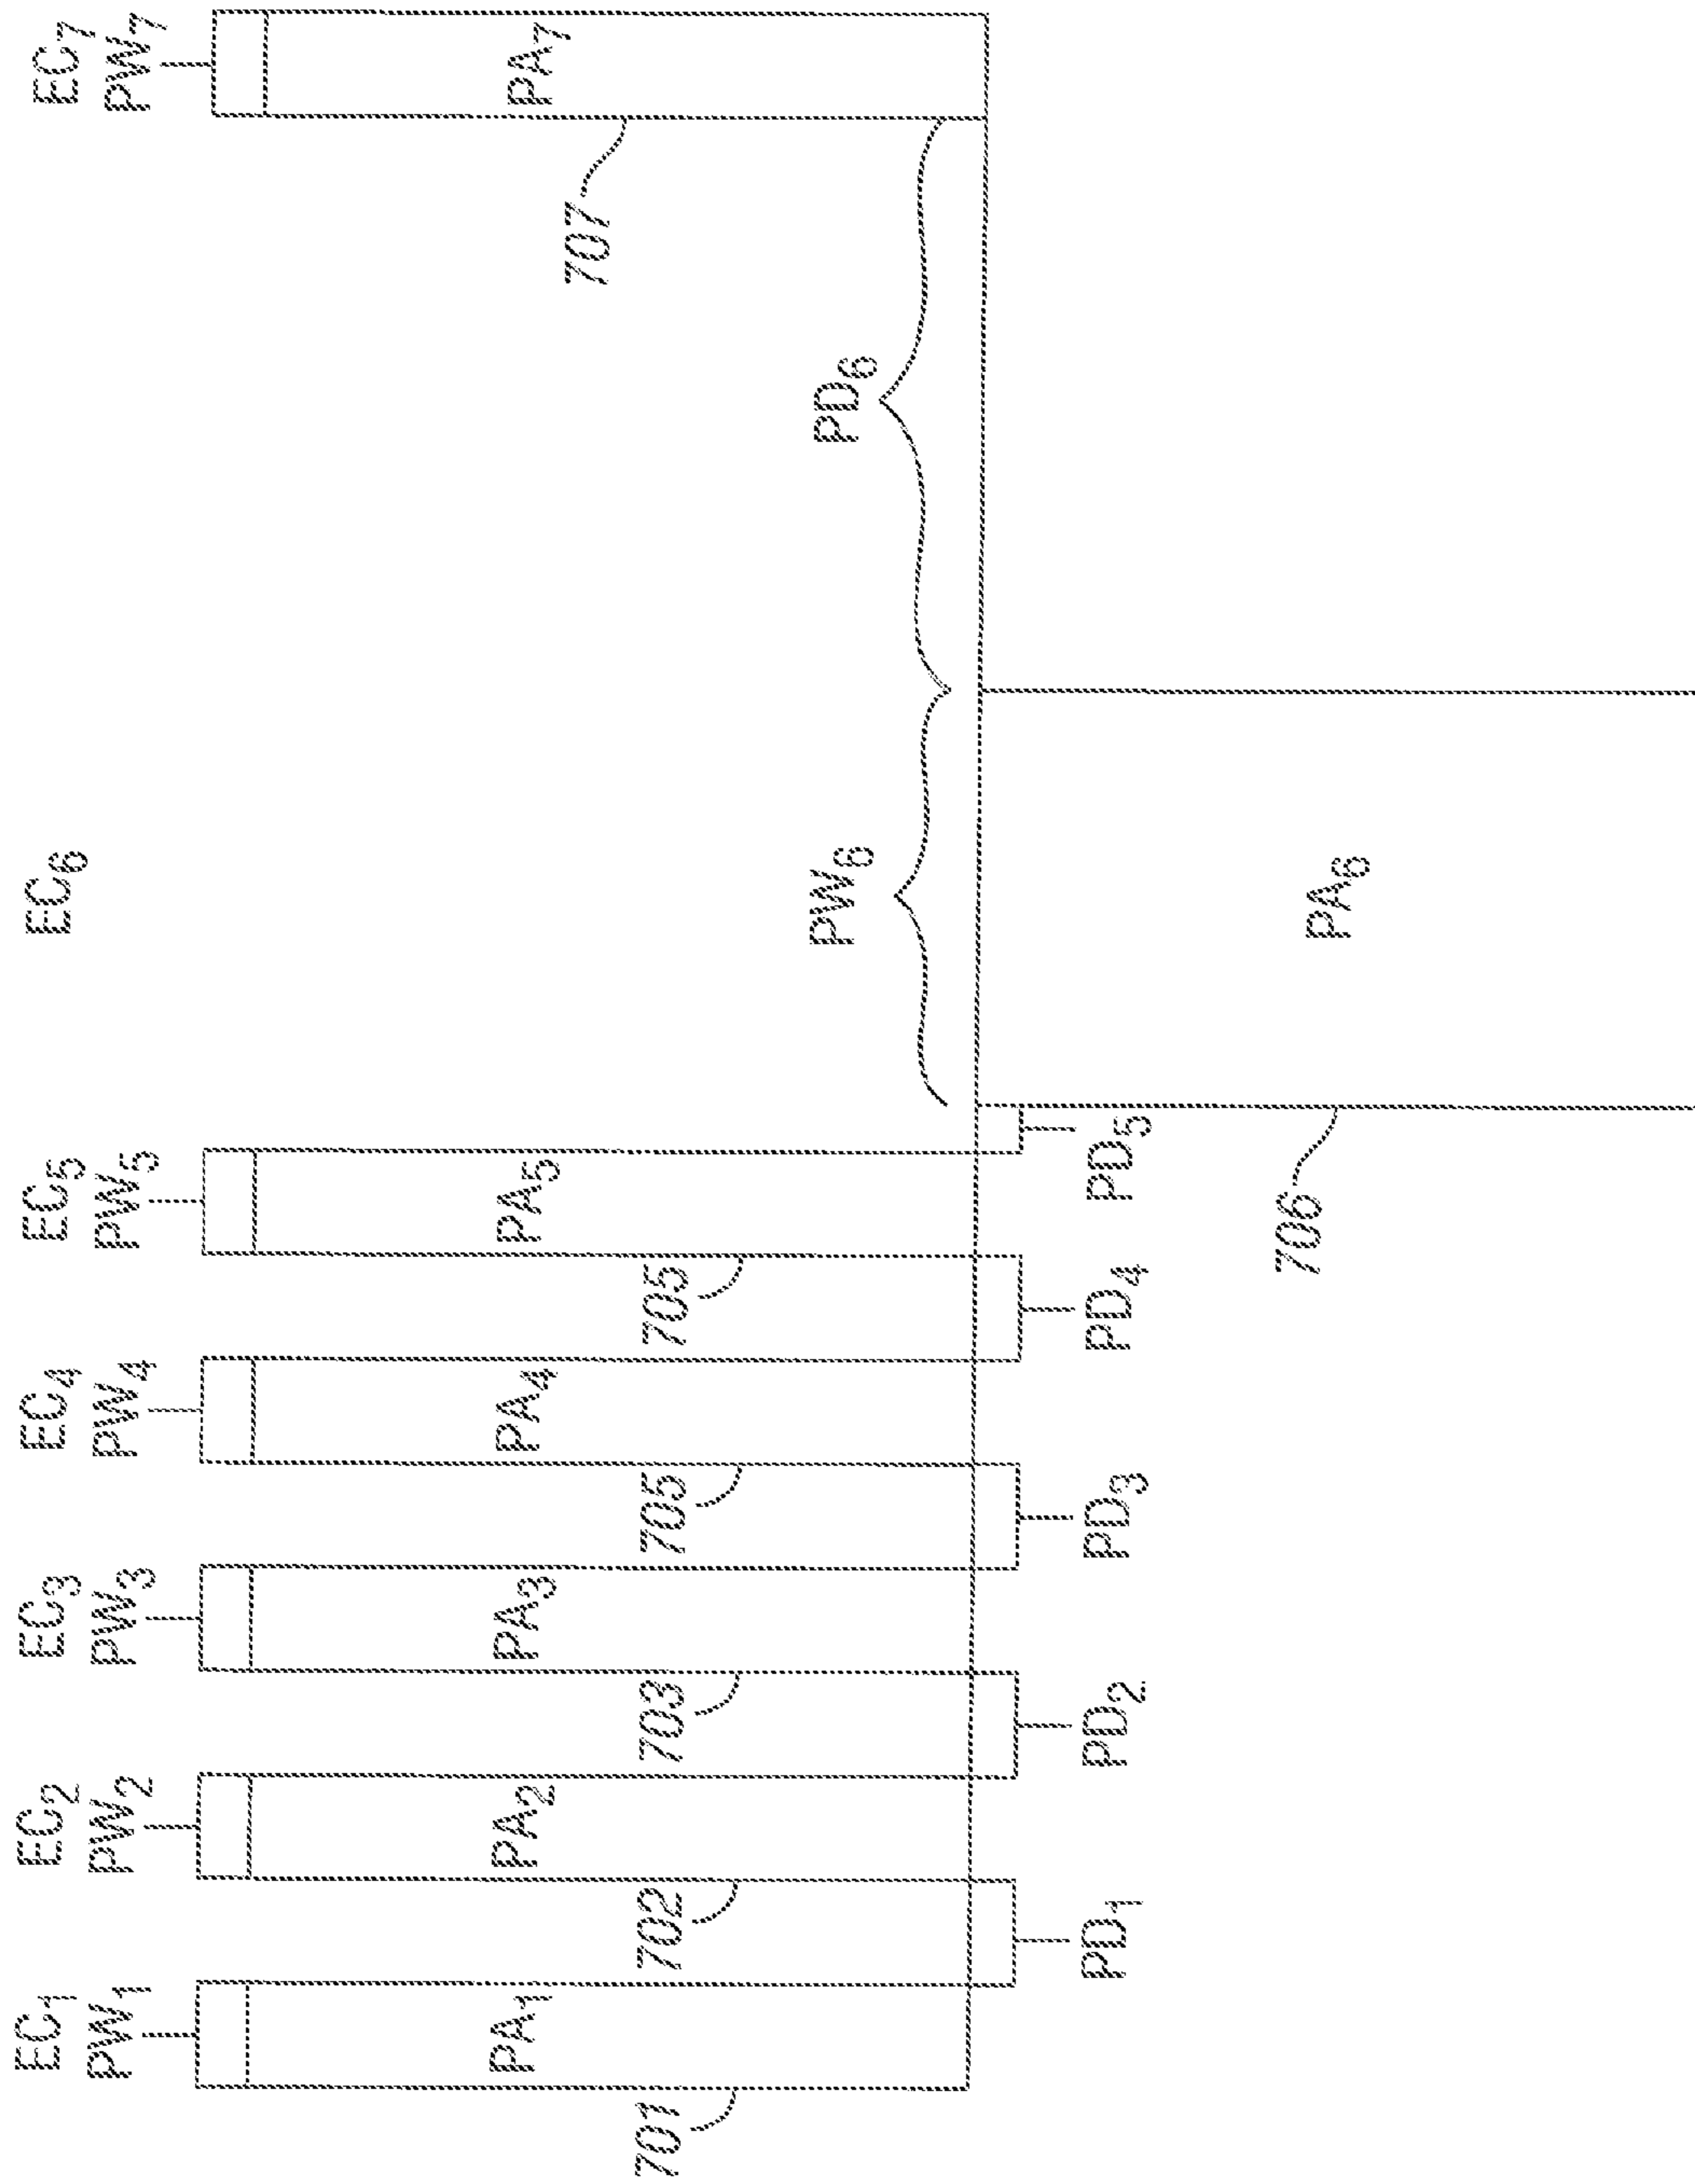 EC₁ EC₂ EC₃ EC₄ EC₅ EC₆ EC₇
PW₁ PW₂ PW₃ PW₄ PW₅ PW₇
PA₁ PA₂ PA₃ PA₄ PA₅ PA₇
707
701 702 703 705 705
PW₆ PD₆
PD₁ PD₂ PD₃ PD₄ PD₅
706
PA₆